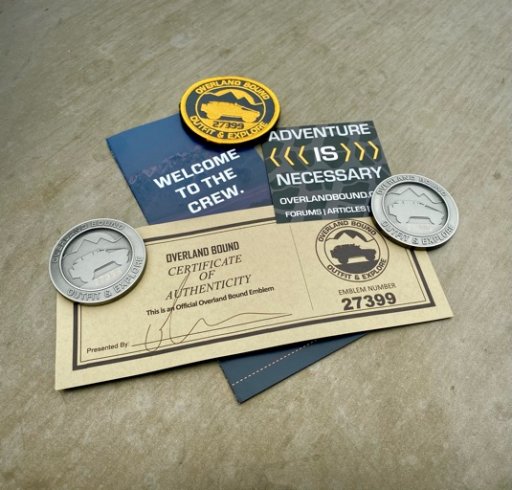 OVERLAND BOUND
27399
OUTFIT & EXPLORE
WELCOME
TO THE
CREW.
ADVENTURE
IS
NECESSARY
OVERLANDBOUND.
FORUMS | ARTICLES |
OVERLAND BOUND
OUTFIT & EXPLORE
OVERLAND BOUND
OUTFIT & EXPLORE
OVERLAND BOUND
CERTIFICATE
OF
AUTHENTICITY
This is an Official Overland Bound Emblem
Presented By:
OVERLAND BOUND
OUTFIT & EXPLORE
EMBLEM NUMBER
27399